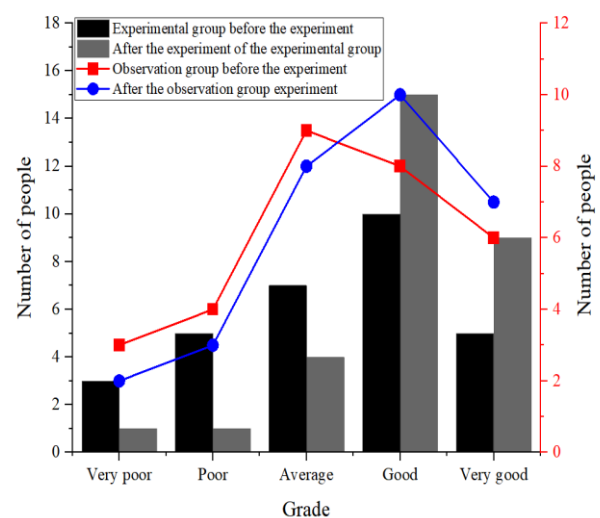 Experimental group before the experiment
After the experiment of the experimental group
Observation group before the experiment
After the observation group experiment
18
16
14
12
10
8
6
4
2
0
Number of people
12
10
8
6
4
2
0
Number of people
Very poor Poor Average Good Very good
Grade